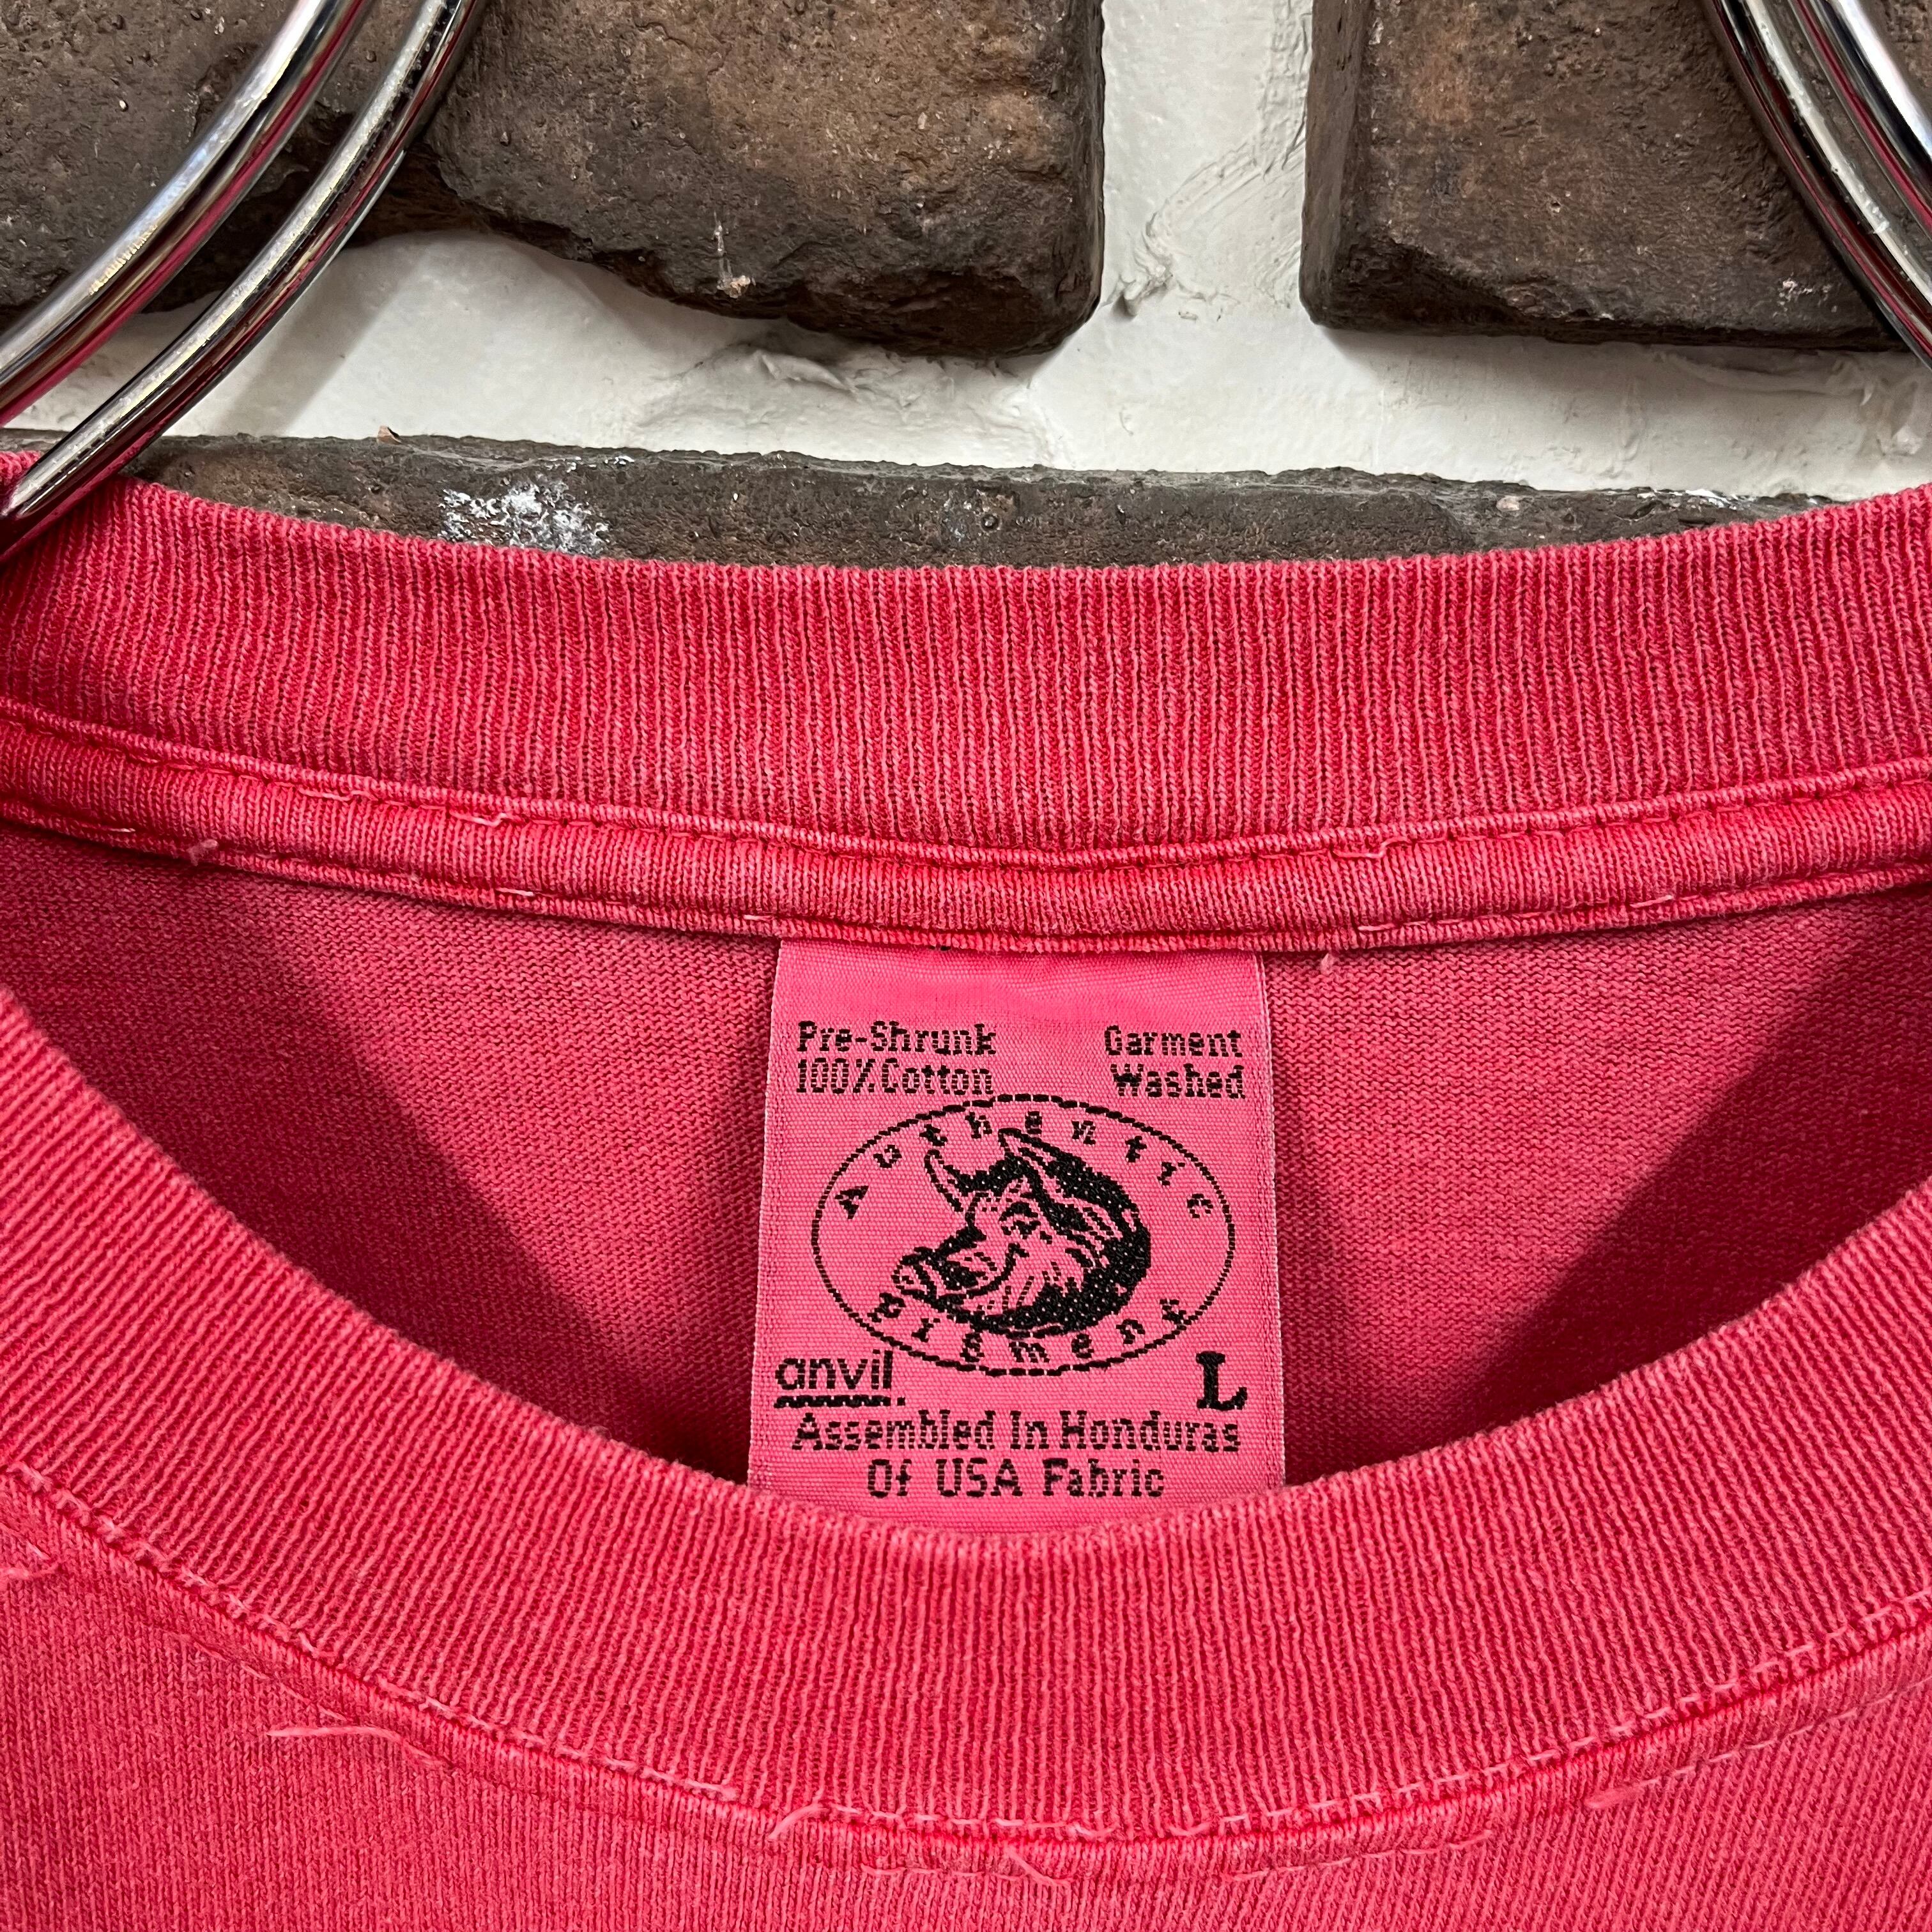 Pre-Shrunk Garment
100% Cotton Washed
Authentic
Pigment
anvil. L
Assembled In Honduras
Of USA Fabric